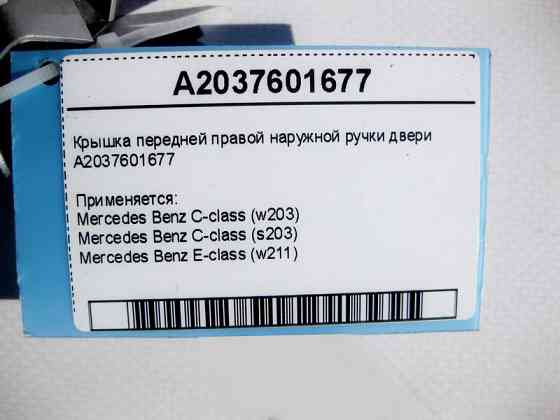 A2037601677
Крышка передней правой наружной ручки двери
A2037601677
Применяется:
Mercedes Benz C-class (w203)
Mercedes Benz C-class (s203)
Mercedes Benz E-class (w211)